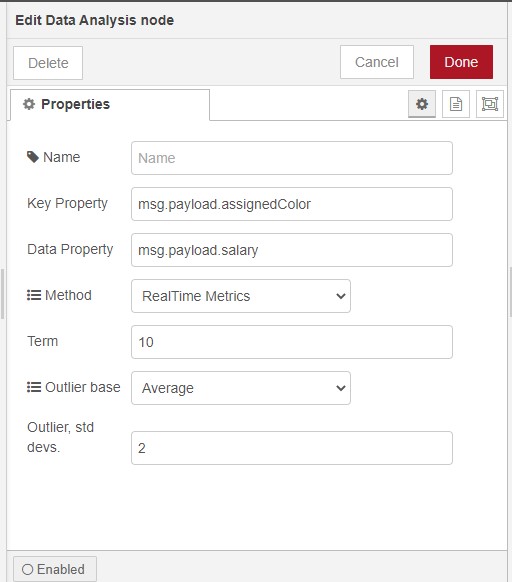 Edit Data Analysis node
Delete
Cancel
Done
Properties
Name
Name
Key Property
msg.payload.assignedColor
Data Property
msg.payload.salary
Method
RealTime Metrics
Term
10
Outlier base
Average
Outlier, std
devs.
2
Enabled